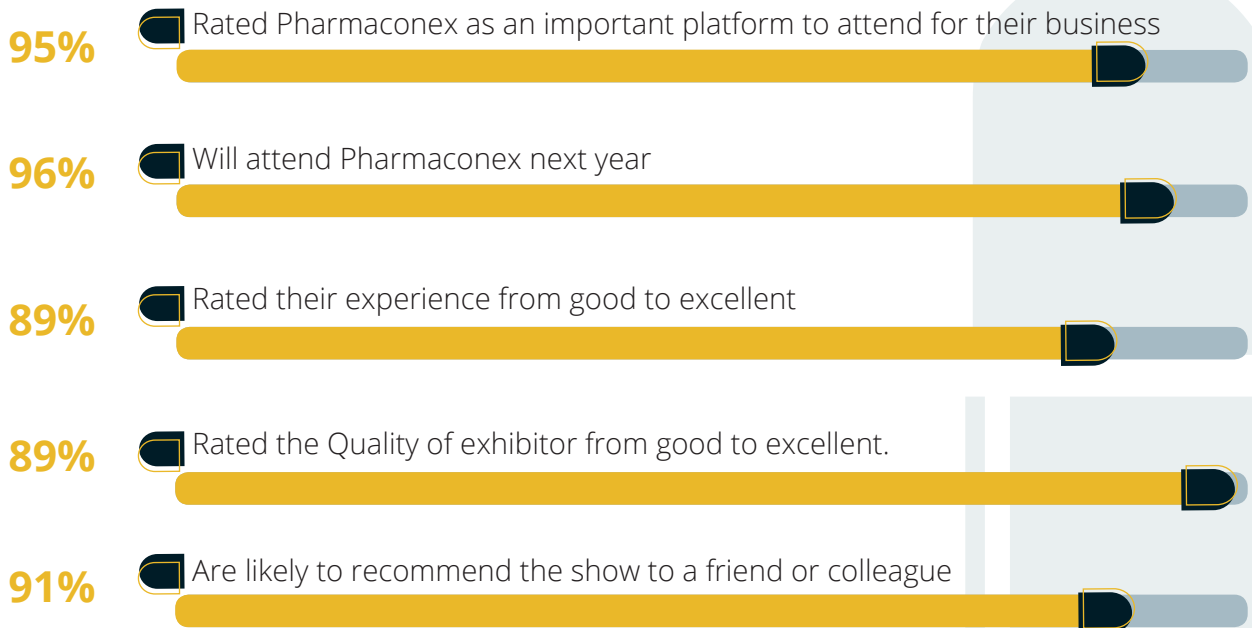 95%
Rated Pharmaconex as an important platform to attend for their business
96%
Will attend Pharmaconex next year
89%
Rated their experience from good to excellent
89%
Rated the Quality of exhibitor from good to excellent.
91%
Are likely to recommend the show to a friend or colleague